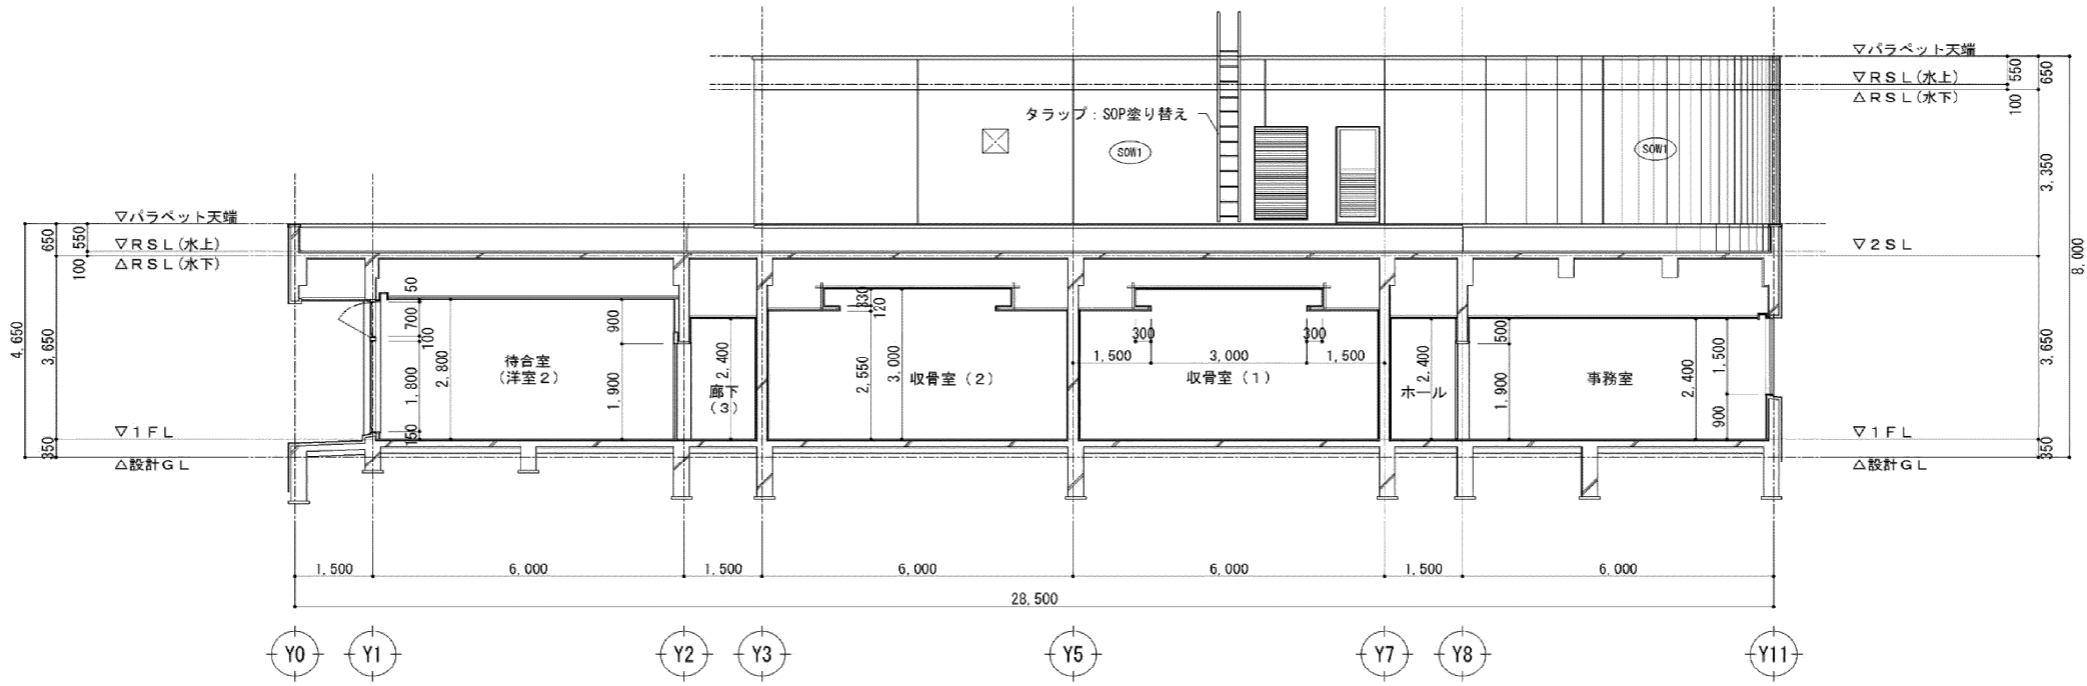 ▽パラペット天端
▽ＲＳＬ(水上)
△ＲＳＬ(水下)
550
650
100
タラップ：SOP塗り替え
SOW1
SOW1
3,350
8,000
▽パラペット天端
▽ＲＳＬ(水上)
△ＲＳＬ(水下)
650
550
100
▽２ＳＬ
4,650
3,650
50
700
100
1,800
150
2,800
900
1,900
待合室
(洋室２)
2,400
廊下
(３)
330
120
2,550
3,000
収骨室（２）
300
300
1,500
3,000
1,500
収骨室（１）
2,400
ホール
500
1,900
事務室
2,400
1,500
900
3,650
▽１ＦＬ
350
△設計ＧＬ
▽１ＦＬ
350
△設計ＧＬ
1,500
6,000
1,500
6,000
6,000
1,500
6,000
28,500
Y0
Y1
Y2
Y3
Y5
Y7
Y8
Y11